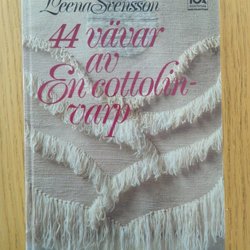 Leena Svensson
44 vävar
av
En cottolin-
varp